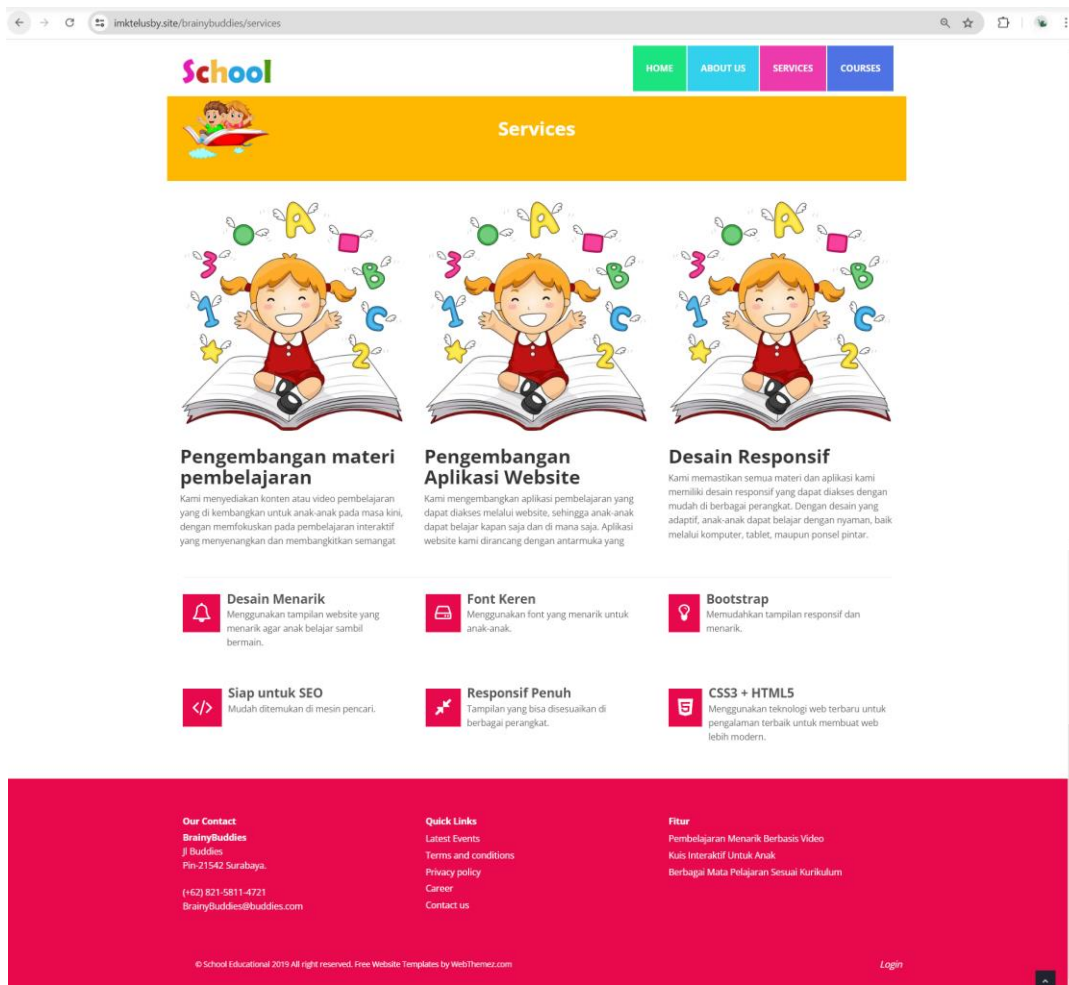 imktelusby.site/brainybuddies/services
School
HOME
ABOUT US
SERVICES
COURSES
Services
A
3
B
1
C
2
A
3
B
1
C
2
A
3
B
1
C
2
Pengembangan materi
pembelajaran
Kami menyediakan konten atau video pembelajaran
yang di kembangkan untuk anak-anak pada masa kini,
dengan memfokuskan pada pembelajaran interaktif
yang menyenangkan dan membangkitkan semangat
Pengembangan
Aplikasi Website
Kami mengembangkan aplikasi pembelajaran yang
dapat diakses melalui website, sehingga anak-anak
dapat belajar kapan saja dan di mana saja. Aplikasi
website kami dirancang dengan antarmuka yang
Desain Responsif
Kami memastikan semua materi dan aplikasi kami
memiliki desain responsif yang dapat diakses dengan
mudah di berbagai perangkat. Dengan desain yang
adaptif, anak-anak dapat belajar dengan nyaman, baik
melalui komputer, tablet, maupun ponsel pintar.
Desain Menarik
Menggunakan tampilan website yang
menarik agar anak belajar sambil
bermain.
Font Keren
Menggunakan font yang menarik untuk
anak-anak.
Bootstrap
Memudahkan tampilan responsif dan
menarik.
Siap untuk SEO
Mudah ditemukan di mesin pencari.
Responsif Penuh
Tampilan yang bisa disesuaikan di
berbagai perangkat.
CSS3 + HTML5
Menggunakan teknologi web terbaru untuk
pengalaman terbaik untuk membuat web
lebih modern.
Our Contact
BrainyBuddies
Jl Buddies
Pin-21542 Surabaya.
(+62) 821-5811-4721
BrainyBuddies@buddies.com
Quick Links
Latest Events
Terms and conditions
Privacy policy
Career
Contact us
Fitur
Pembelajaran Menarik Berbasis Video
Kuis Interaktif Untuk Anak
Berbagai Mata Pelajaran Sesuai Kurikulum
© School Educational 2019 All right reserved. Free Website Templates by WebThemez.com
Login